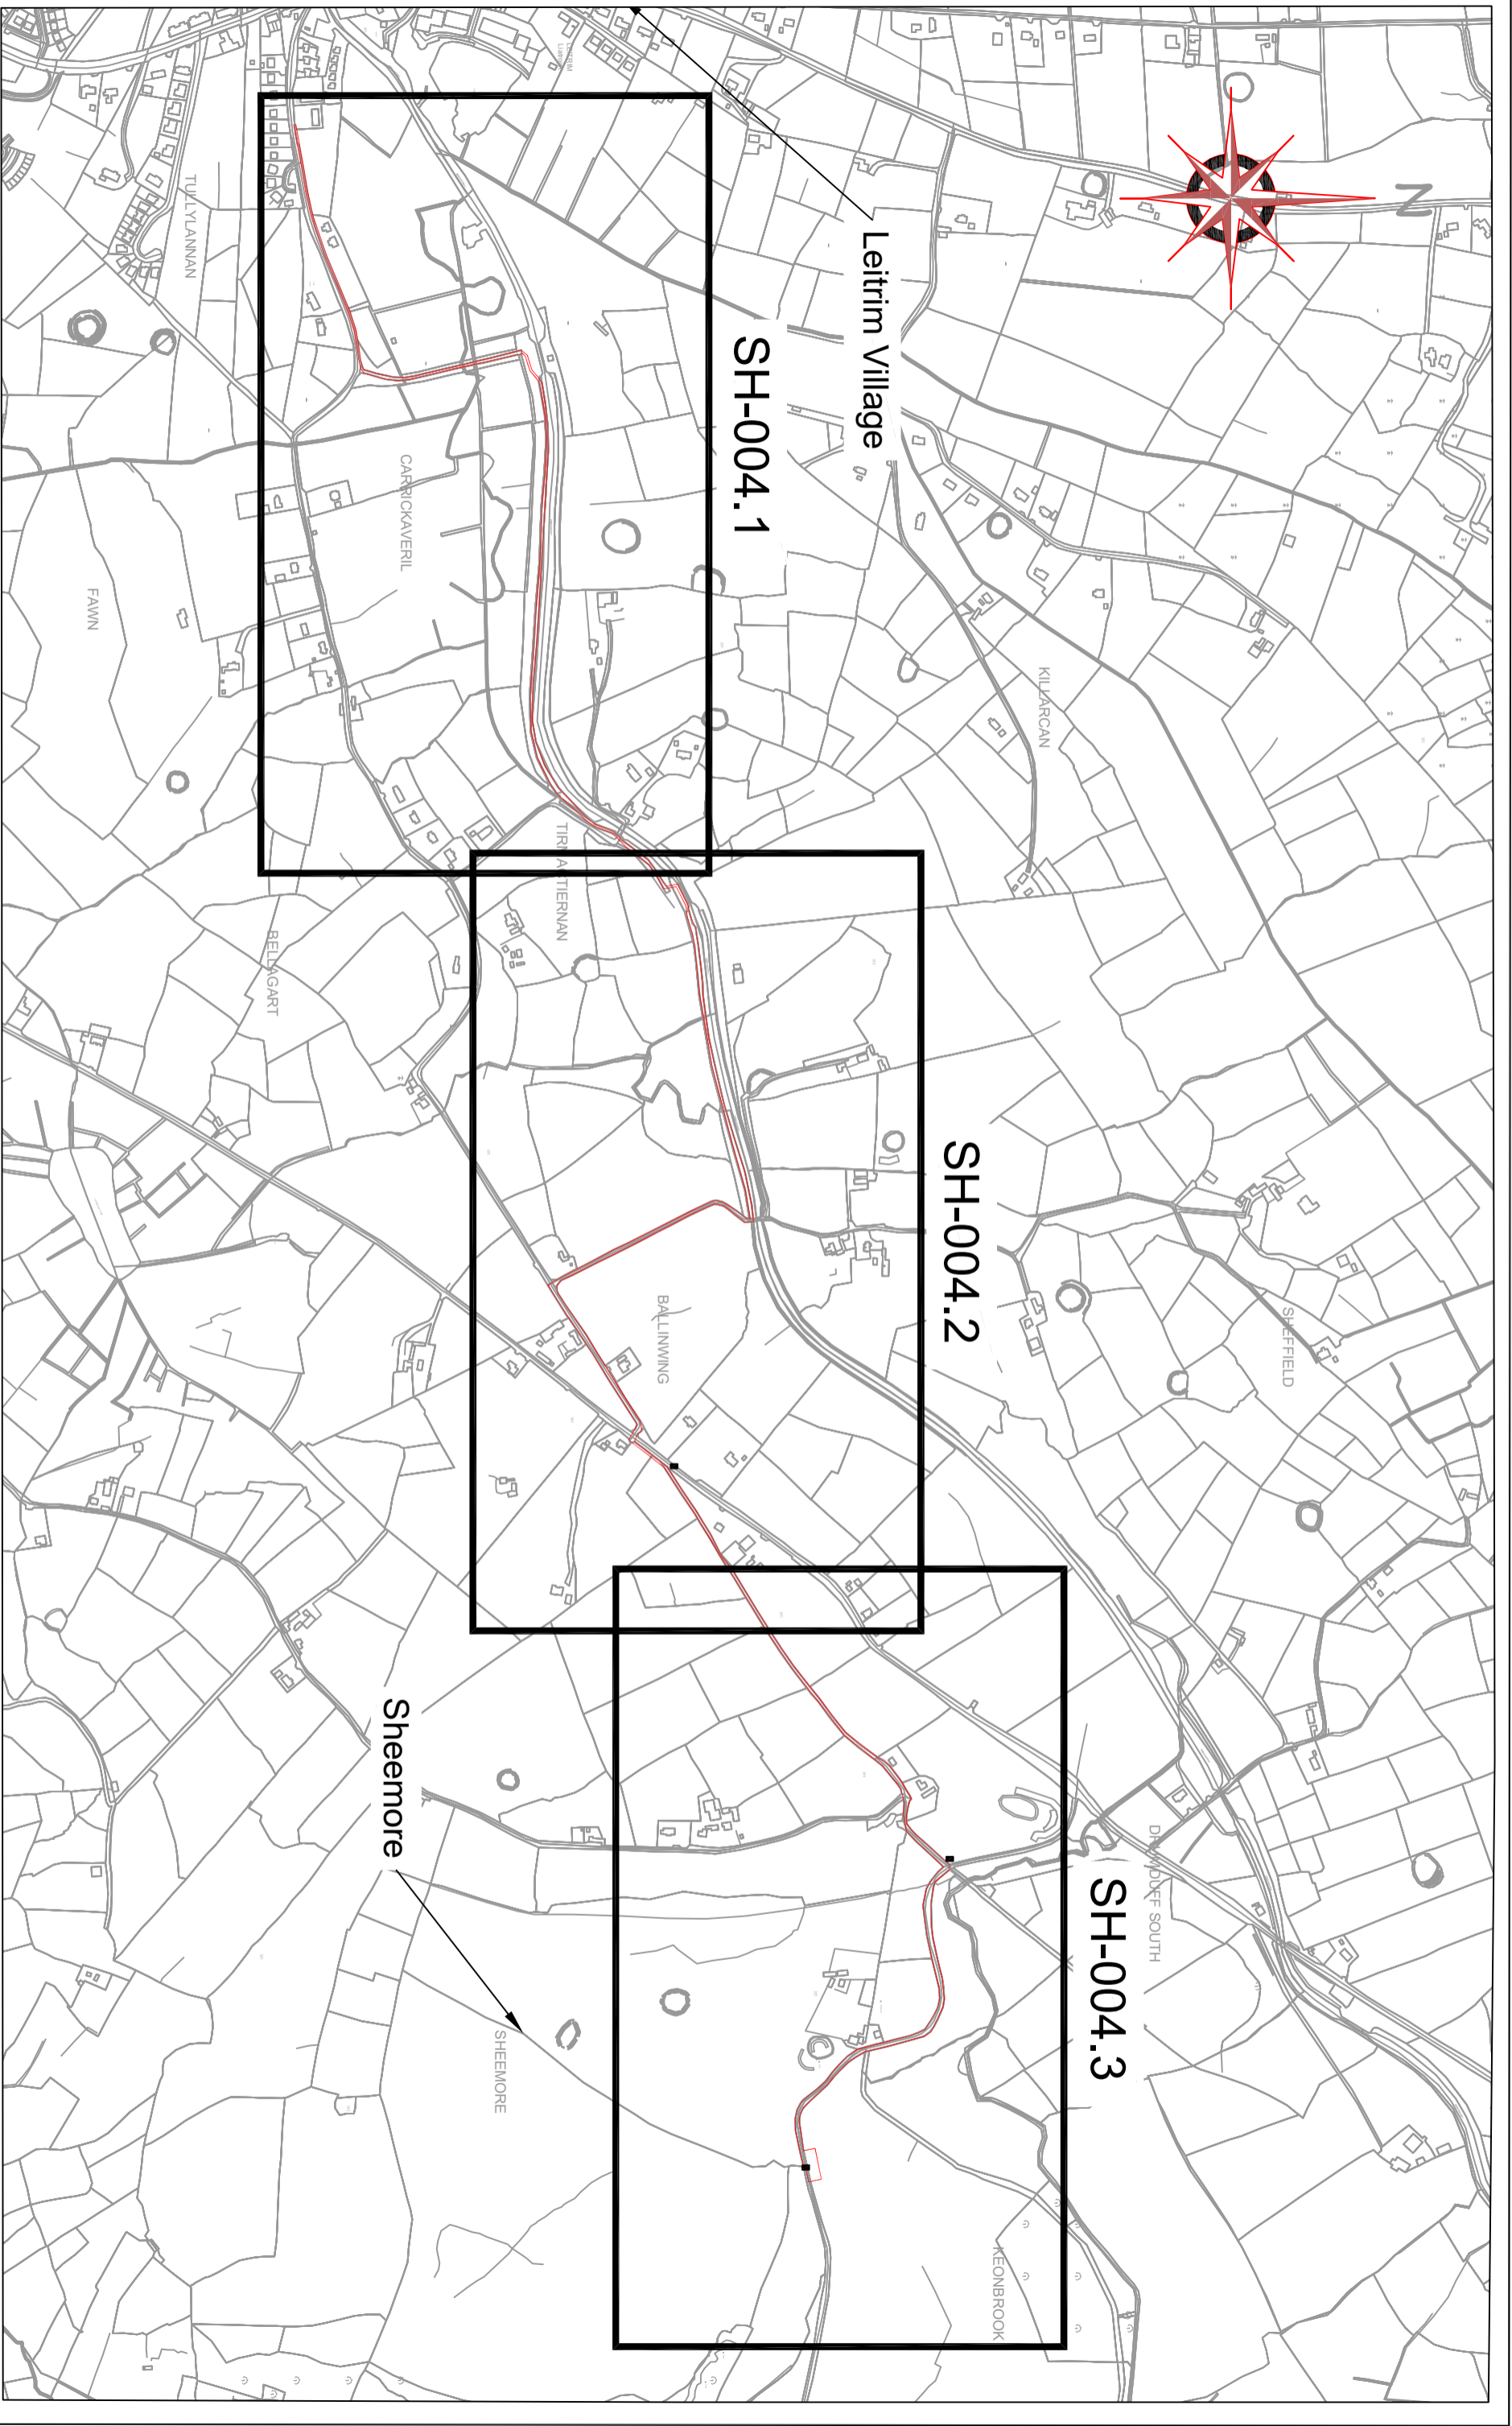 N
Leitrim Village
SH-004.1
KILLARCAN
TULLYLANNAN
CARRICKAVERIL
FAWN
SH-004.2
SHEFFIELD
TIRMACTIERNAN
BELLAGART
BALLINWING
SH-004.3
DRUMDUFF SOUTH
Sheemore
SHEEMORE
KEONBROOK